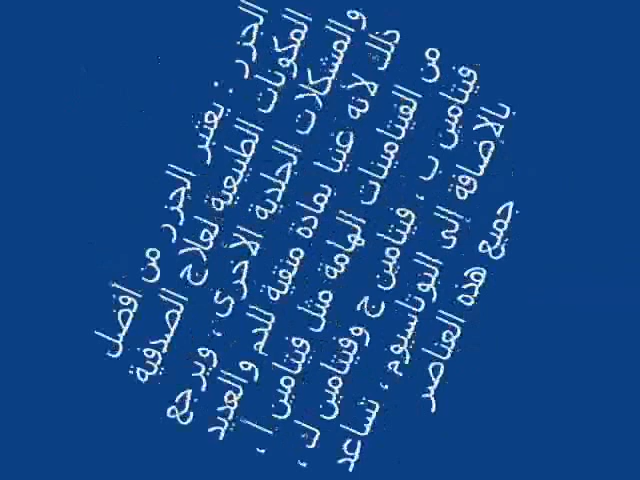 الجذر : يعتبر الجذر من أفضل
المكونات الطبيعية لعلاج الصدفية
والمشكلات الجلدية الأخرى ، ويرجع
ذلك لانه غنيا بمادة منقية للدم والعديد
من الفيتامينات الهامة مثل فيتامين أ ،
فيتامين ب ، فيتامين ج وفيتامين ك ،
بالإضافة إلى البوتاسيوم ، تساعد
جميع هذه العناصر